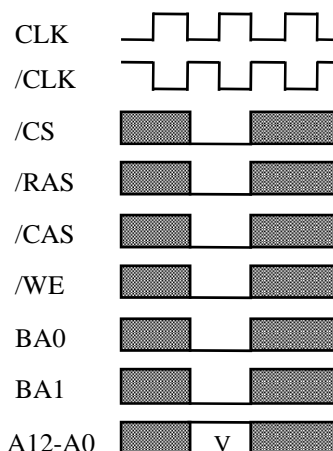 CLK
/CLK
/CS
/RAS
/CAS
/WE
BA0
BA1
A12-A0 V